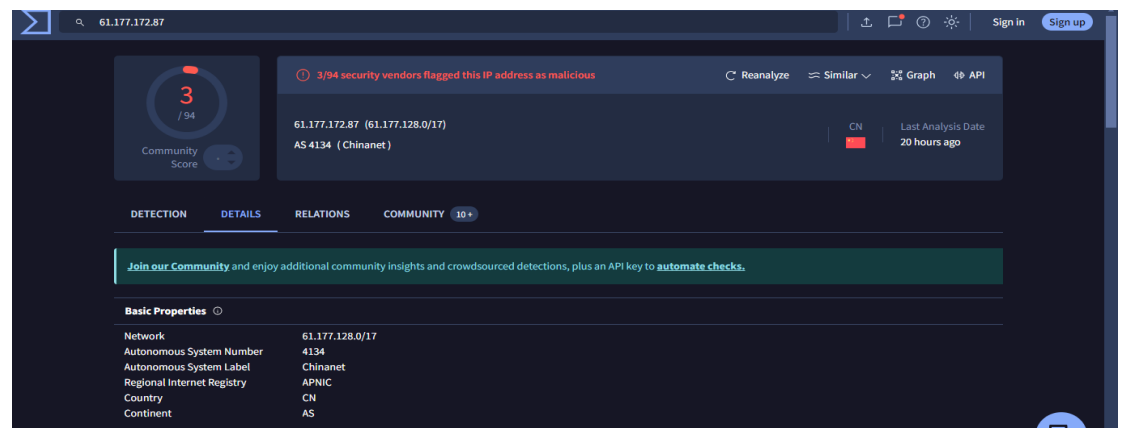 61.177.172.87
Sign in
Sign up
3
/ 94
Community
Score
3/94 security vendors flagged this IP address as malicious
Reanalyze
Similar
Graph
API
61.177.172.87 (61.177.128.0/17)
AS 4134 ( Chinanet )
CN
Last Analysis Date
20 hours ago
DETECTION
DETAILS
RELATIONS
COMMUNITY 10 +
Join our Community and enjoy additional community insights and crowdsourced detections, plus an API key to automate checks.
Basic Properties
Network 61.177.128.0/17
Autonomous System Number 4134
Autonomous System Label Chinanet
Regional Internet Registry APNIC
Country CN
Continent AS